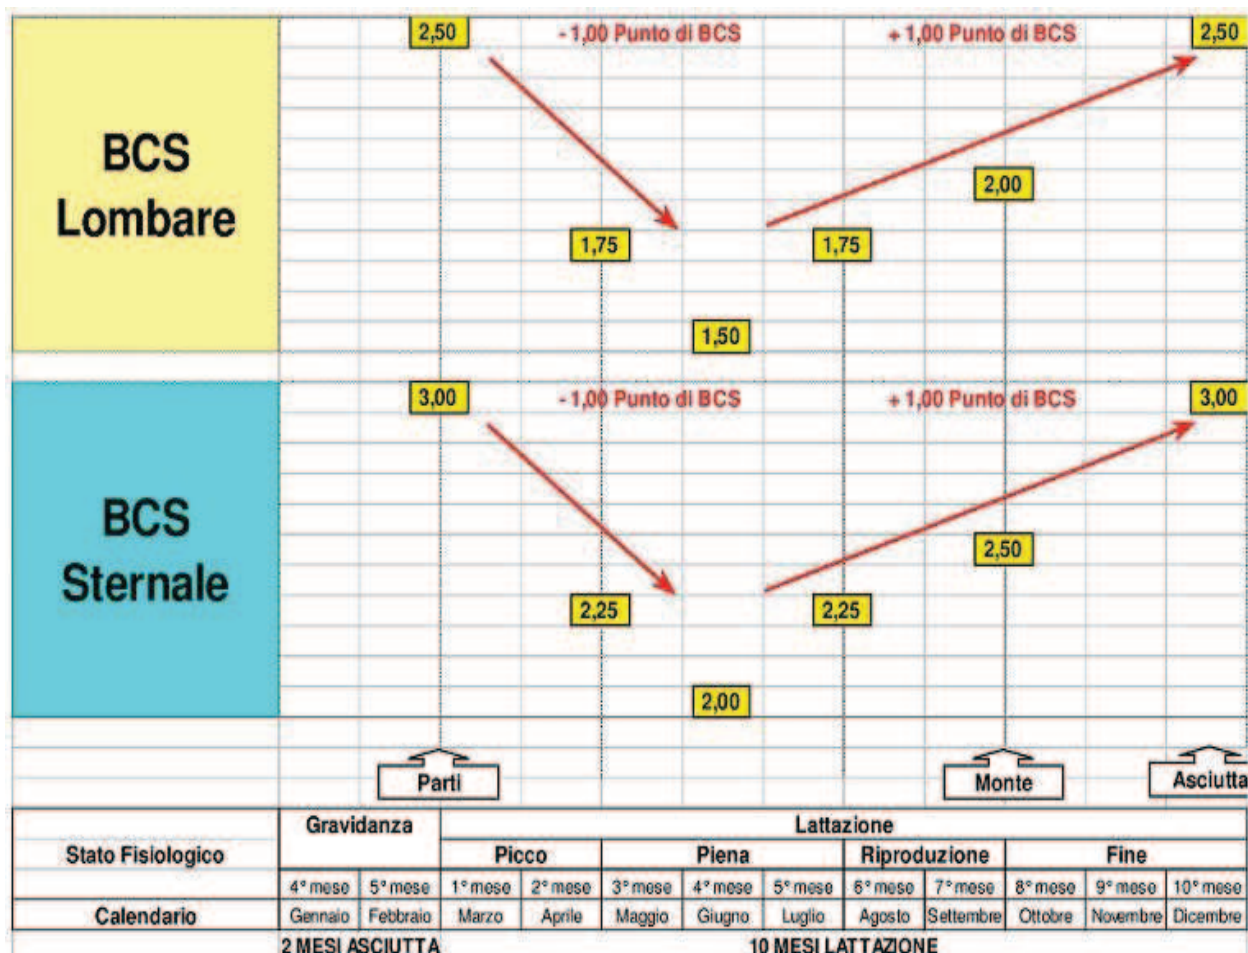 2,50 - 1,00 Punto di BCS + 1,00 Punto di BCS 2,50
BCS
Lombare
2,00
1,75 1,75
1,50
3,00 - 1,00 Punto di BCS + 1,00 Punto di BCS 3,00
BCS
Sternale
2,50
2,25 2,25
2,00
Parti Monte Asciutta
Gravidanza Lattazione
Stato Fisiologico Picco Piena Riproduzione Fine
4° mese 5° mese 1° mese 2° mese 3° mese 4° mese 5° mese 6° mese 7° mese 8° mese 9° mese 10° mese
Calendario Gennaio Febbraio Marzo Aprile Maggio Giugno Luglio Agosto Settembre Ottobre Novembre Dicembre
2 MESI ASCIUTTA 10 MESI LATTAZIONE